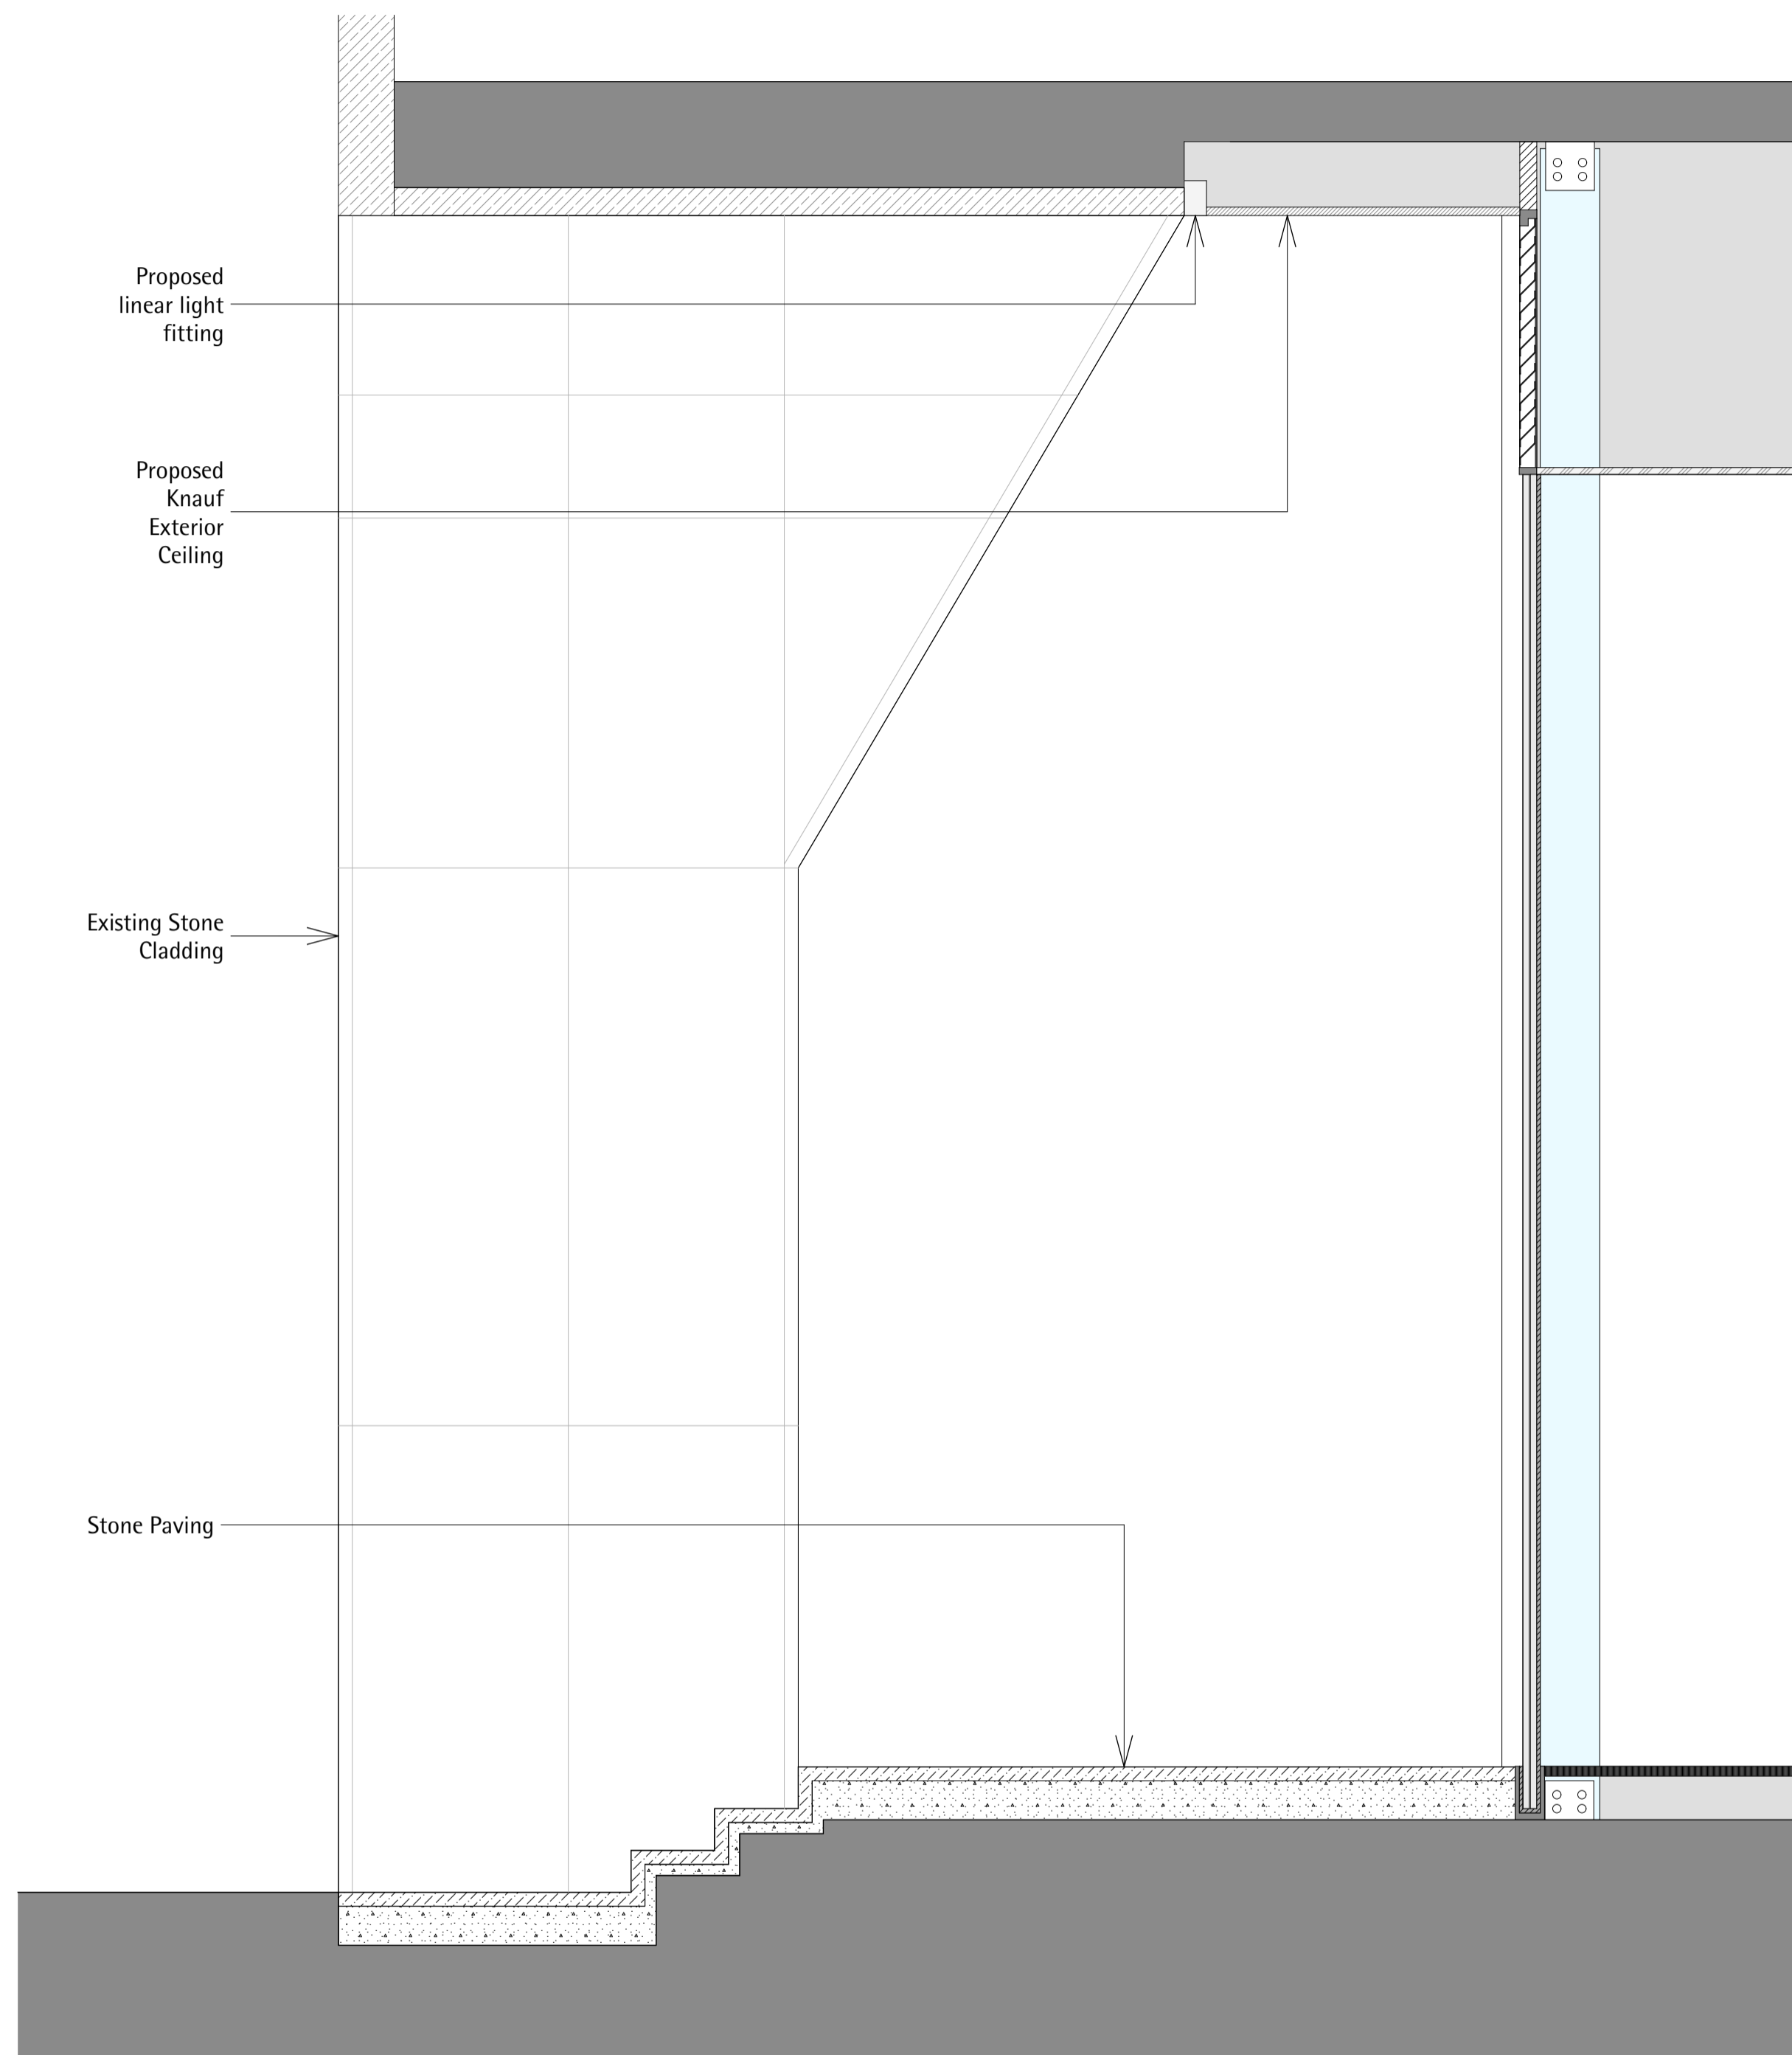 Proposed
linear light
fitting
Proposed
Knauf
Exterior
Ceiling
Existing Stone
Cladding
Stone Paving